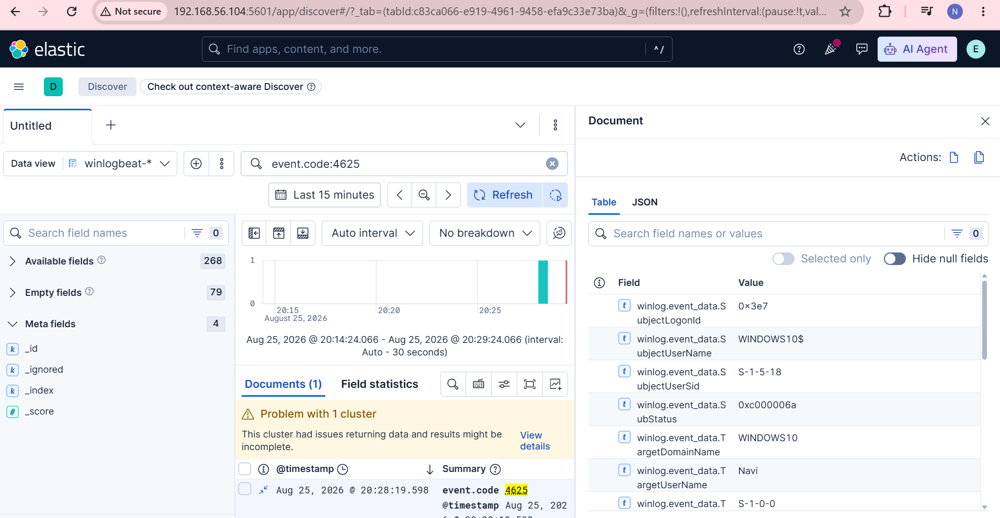 Not secure
192.168.56.104:5601/app/discover#/?_tab=(tabId:c83ca066-e919-4961-9458-efa9c33e73ba)&_g=(filters:!(),refreshInterval:(pause:!t,val...
N
elastic
Find apps, content, and more.
^ /
AI Agent
E
D
Discover
Check out context-aware Discover
Untitled
Data view
winlogbeat-*
event.code:4625
Last 15 minutes
Refresh
Search field names
0
Available fields
268
Empty fields
79
Meta fields
4
k _id
k _ignored
k _index
# _score
Auto interval
No breakdown
1
0
20:15
20:20
20:25
August 25, 2026
Aug 25, 2026 @ 20:14:24.066 - Aug 25, 2026 @ 20:29:24.066 (interval:
Auto - 30 seconds)
Documents (1)
Field statistics
Problem with 1 cluster
This cluster had issues returning data and results might be
incomplete.
View
details
@timestamp
Summary
Aug 25, 2026 @ 20:28:19.598
event.code 4625
@timestamp Aug 25, 202
Document
Actions:
Table
JSON
Search field names or values
0
Selected only
Hide null fields
Field
Value
t winlog.event_data.S 0x3e7
ubjectLogonId
t winlog.event_data.S WINDOWS10$
ubjectUserName
t winlog.event_data.S S-1-5-18
ubjectUserSid
t winlog.event_data.S 0xc000006a
ubStatus
t winlog.event_data.T WINDOWS10
argetDomainName
t winlog.event_data.T Navi
argetUserName
t winlog.event_data.T S-1-0-0